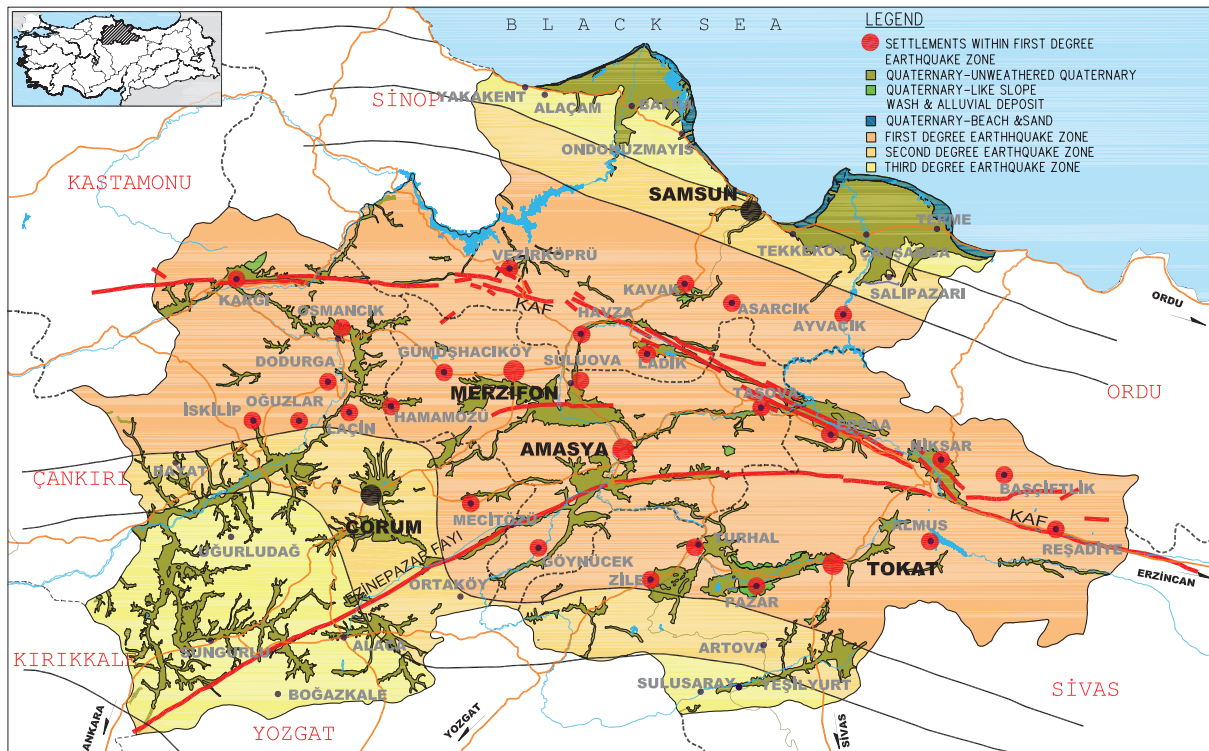 B L A C K S E A
LEGEND
SETTLEMENTS WITHIN FIRST DEGREE
EARTHQUAKE ZONE
QUATERNARY-UNWEATHERED QUATERNARY
QUATERNARY-LIKE SLOPE
WASH & ALLUVIAL DEPOSIT
QUATERNARY-BEACH &SAND
FIRST DEGREE EARTHHQUAKE ZONE
SECOND DEGREE EARTHQUAKE ZONE
THIRD DEGREE EARTHQUAKE ZONE
SİNOP
YAKAKENT
ALAÇAM
BAFRA
ONDOKUZMAYIS
KASTAMONU
SAMSUN
TERME
TEKKEKÖY
ÇARŞAMBA
SALIPAZARI
VEZİRKÖPRÜ
KAVAK
KARGI
KAF
ASARCIK
AYVACIK
ORDU
OSMANCIK
HAVZA
GÜMÜŞHACIKÖY
SULUOVA
LADİK
DODURGA
MERZİFON
ORDU
OĞUZLAR
İSKİLİP
LAÇİN
HAMAMÖZÜ
TAŞOVA
ERBAA
AMASYA
NİKSAR
BAYAT
ÇANKIRI
BAŞÇİFTLİK
ÇORUM
MECİTÖZÜ
KAF
ALMUS
REŞADİYE
UĞURLUDAĞ
EZİNEPAZAR FAYI
GÖYNÜCEK
TURHAL
TOKAT
ERZİNCAN
ORTAKÖY
ZİLE
PAZAR
KIRIKKALE
SUNGURLU
ALACA
ARTOVA
SULUSARAY
YEŞİLYURT
SİVAS
BOĞAZKALE
ANKARA
YOZGAT
YOZGAT
SİVAS